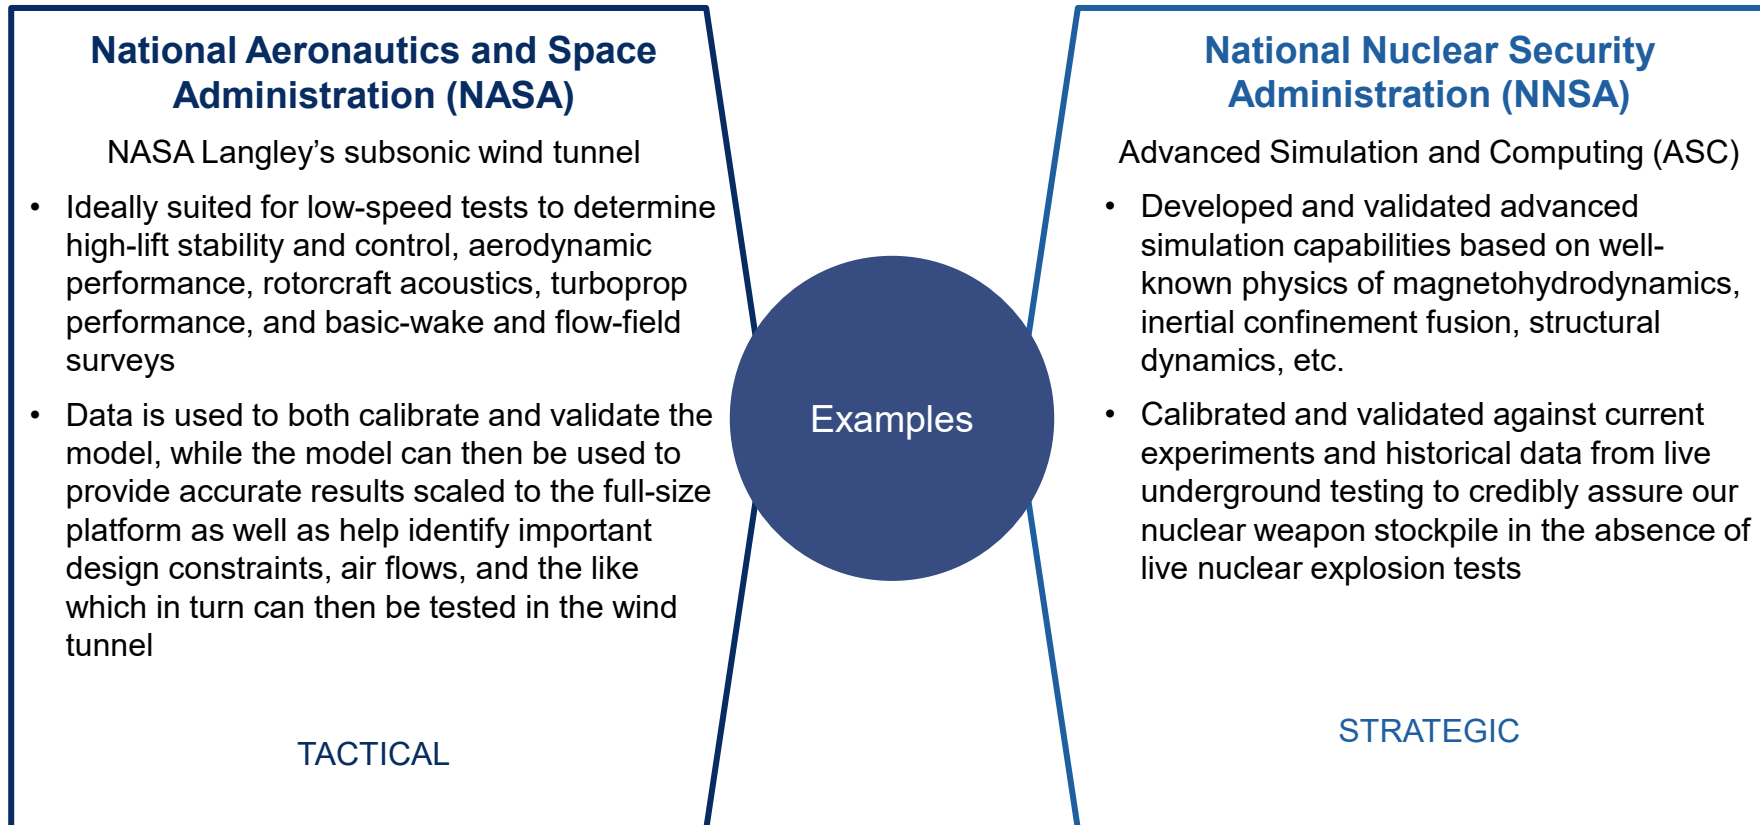 National Aeronautics and Space
Administration (NASA)
NASA Langley’s subsonic wind tunnel
• Ideally suited for low-speed tests to determine
high-lift stability and control, aerodynamic
performance, rotorcraft acoustics, turboprop
performance, and basic-wake and flow-field
surveys
• Data is used to both calibrate and validate the
model, while the model can then be used to
provide accurate results scaled to the full-size
platform as well as help identify important
design constraints, air flows, and the like
which in turn can then be tested in the wind
tunnel
TACTICAL
Examples
National Nuclear Security
Administration (NNSA)
Advanced Simulation and Computing (ASC)
• Developed and validated advanced
simulation capabilities based on well-
known physics of magnetohydrodynamics,
inertial confinement fusion, structural
dynamics, etc.
• Calibrated and validated against current
experiments and historical data from live
underground testing to credibly assure our
nuclear weapon stockpile in the absence of
live nuclear explosion tests
STRATEGIC